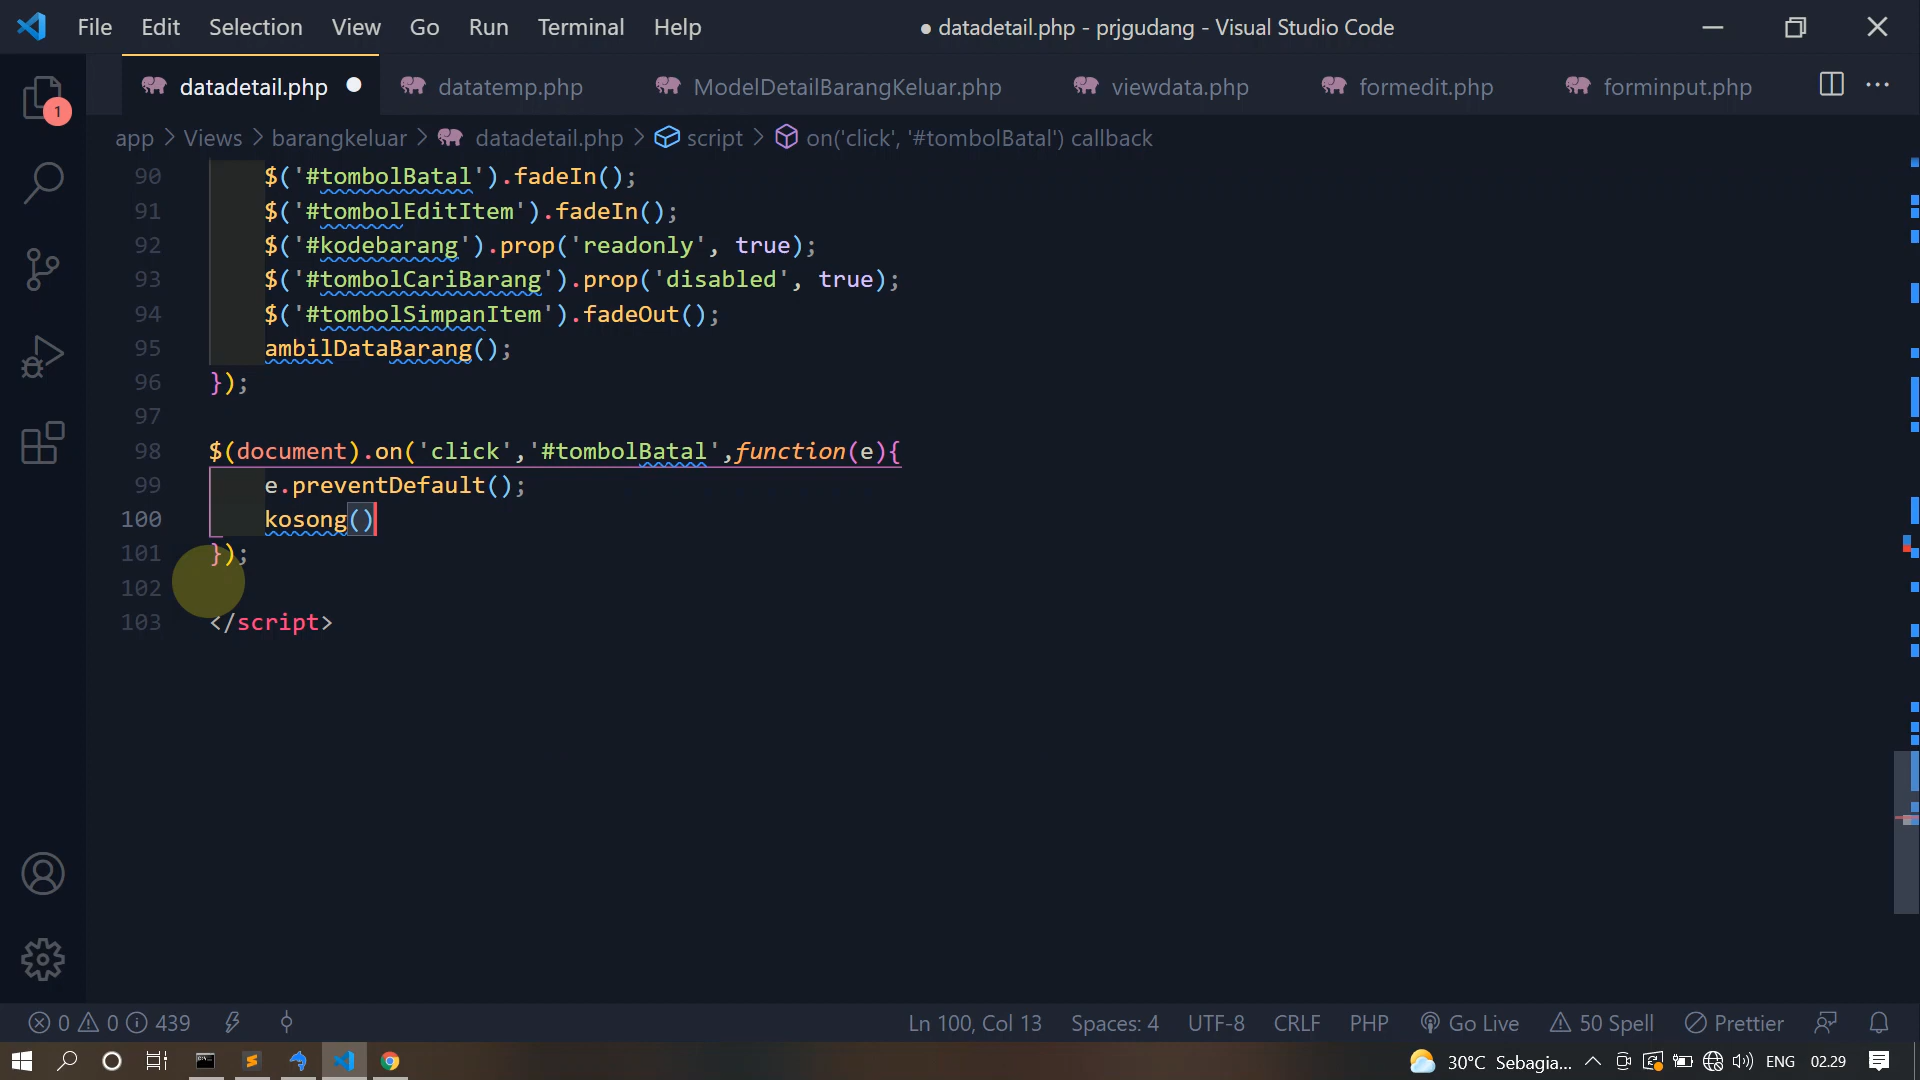 File Edit Selection View Go Run Terminal Help ● datadetail.php - prjgudang - Visual Studio Code
datadetail.php datatemp.php ModelDetailBarangKeluar.php viewdata.php formedit.php forminput.php
1
app > Views > barangkeluar > datadetail.php > script > on('click', '#tombolBatal') callback
90 $('#tombolBatal').fadeIn();
91 $('#tombolEditItem').fadeIn();
92 $('#kodebarang').prop('readonly', true);
93 $('#tombolCariBarang').prop('disabled', true);
94 $('#tombolSimpanItem').fadeOut();
95 ambilDataBarang();
96 });
97
98 $(document).on('click','#tombolBatal',function(e){
99 e.preventDefault();
100 kosong()
101 });
102
103 </script>
0 0 439 Ln 100, Col 13 Spaces: 4 UTF-8 CRLF PHP Go Live 50 Spell Prettier
30°C Sebagia... ENG 02.29